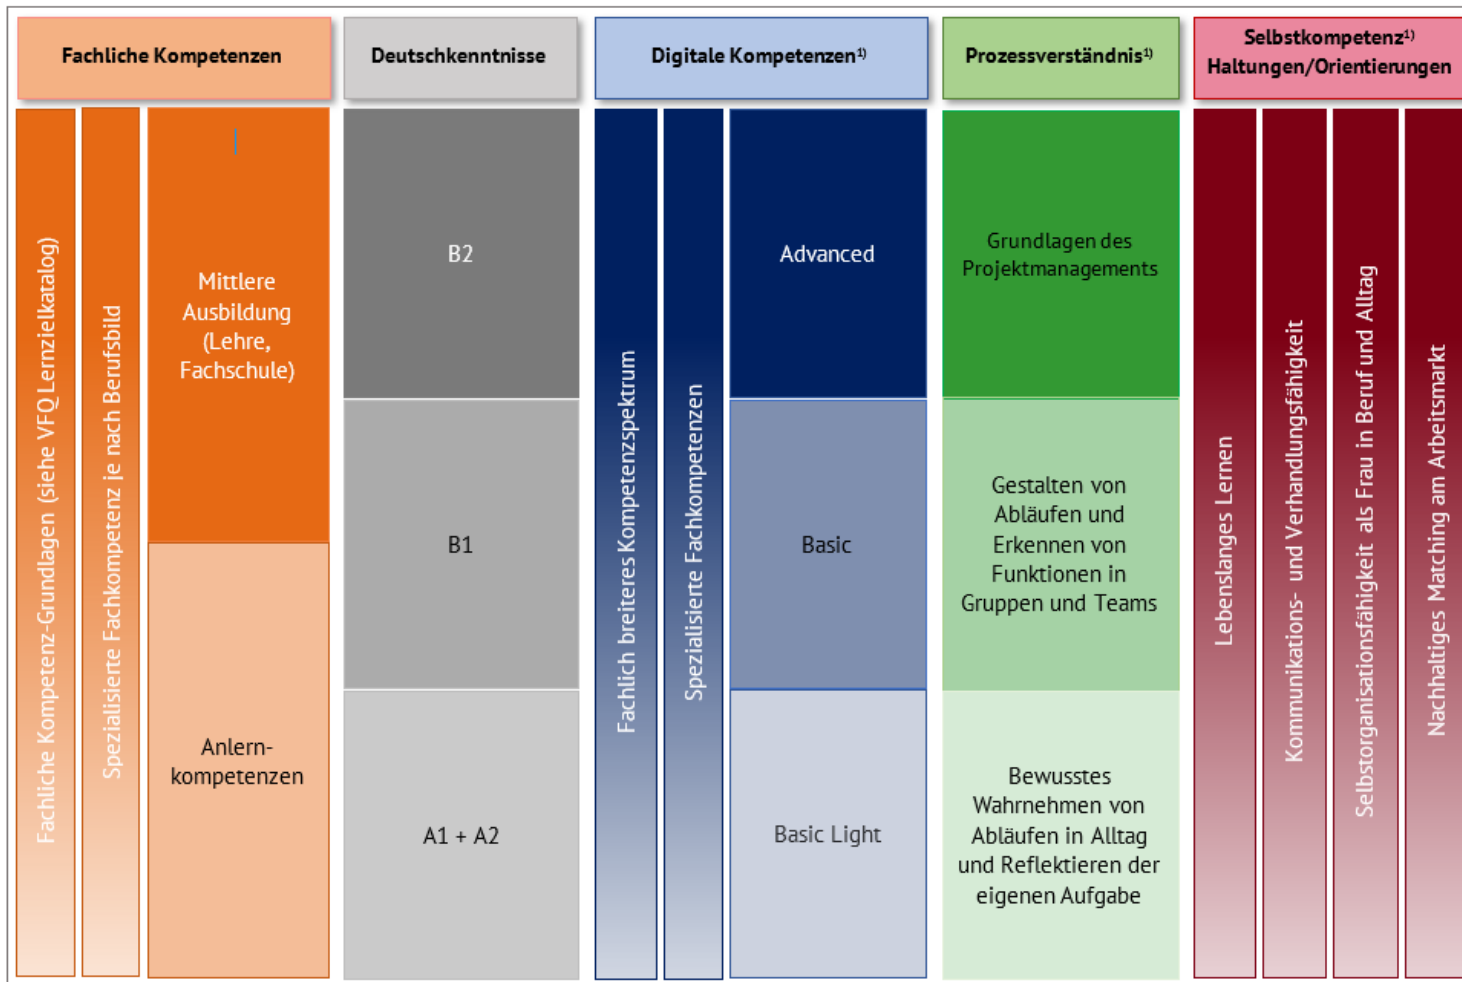 Fachliche Kompetenzen
Deutschkenntnisse
Digitale Kompetenzen¹⁾
Prozessverständnis¹⁾
Selbstkompetenz¹⁾
Haltungen/Orientierungen
Fachliche Kompetenz-Grundlagen (siehe VFQ Lernzielkatalog)
Spezialisierte Fachkompetenz je nach Berufsbild
Mittlere
Ausbildung
(Lehre,
Fachschule)
Anlern-
kompetenzen
B2
B1
A1 + A2
Fachlich breiteres Kompetenzspektrum
Spezialisierte Fachkompetenzen
Advanced
Basic
Basic Light
Grundlagen des
Projektmanagements
Gestalten von
Abläufen und
Erkennen von
Funktionen in
Gruppen und Teams
Bewusstes
Wahrnehmen von
Abläufen in Alltag
und Reflektieren der
eigenen Aufgabe
Lebenslanges Lernen
Kommunikations- und Verhandlungsfähigkeit
Selbstorganisationsfähigkeit als Frau in Beruf und Alltag
Nachhaltiges Matching am Arbeitsmarkt